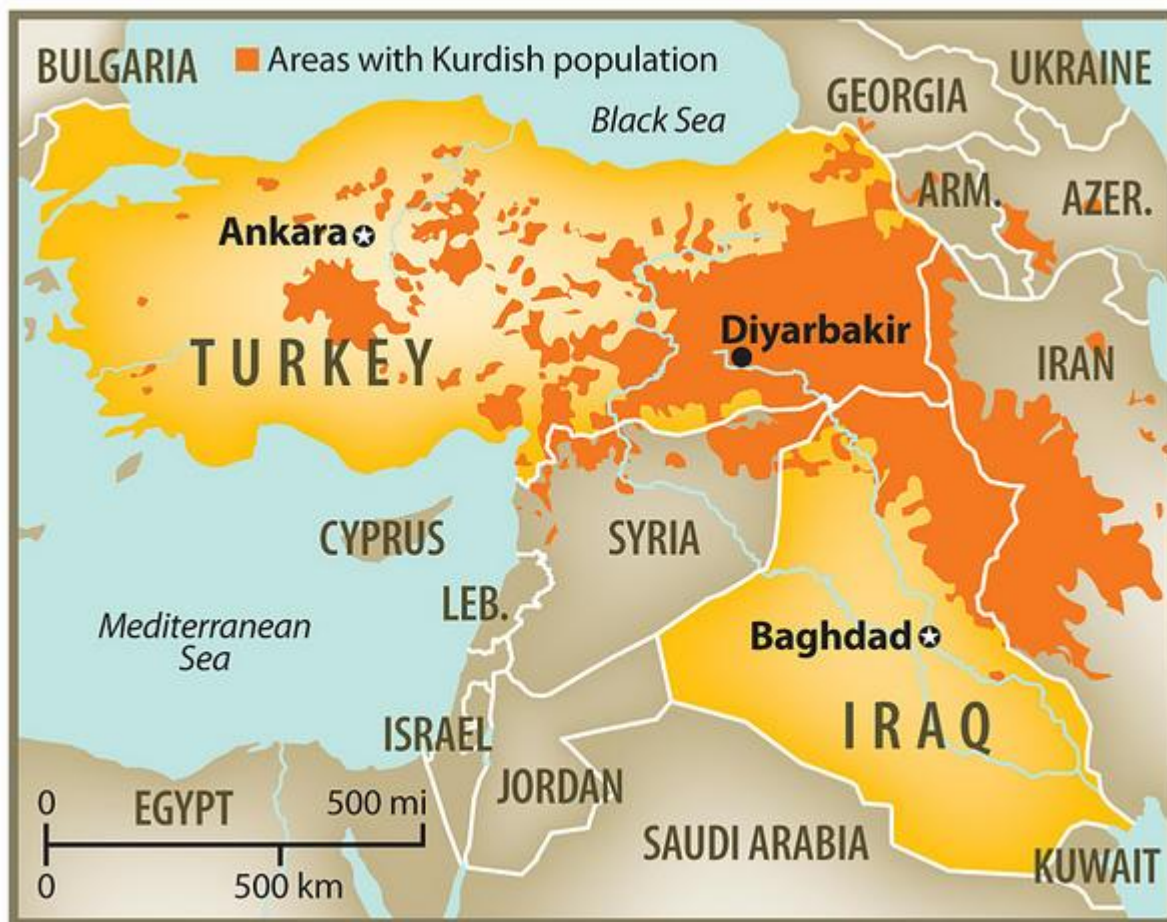 BULGARIA
Areas with Kurdish population
UKRAINE
GEORGIA
Black Sea
ARM.
AZER.
Ankara
Diyarbakir
TURKEY
IRAN
CYPRUS
SYRIA
LEB.
Mediterranean
Sea
Baghdad
IRAQ
ISRAEL
JORDAN
EGYPT
0 500 mi
0 500 km
SAUDI ARABIA
KUWAIT